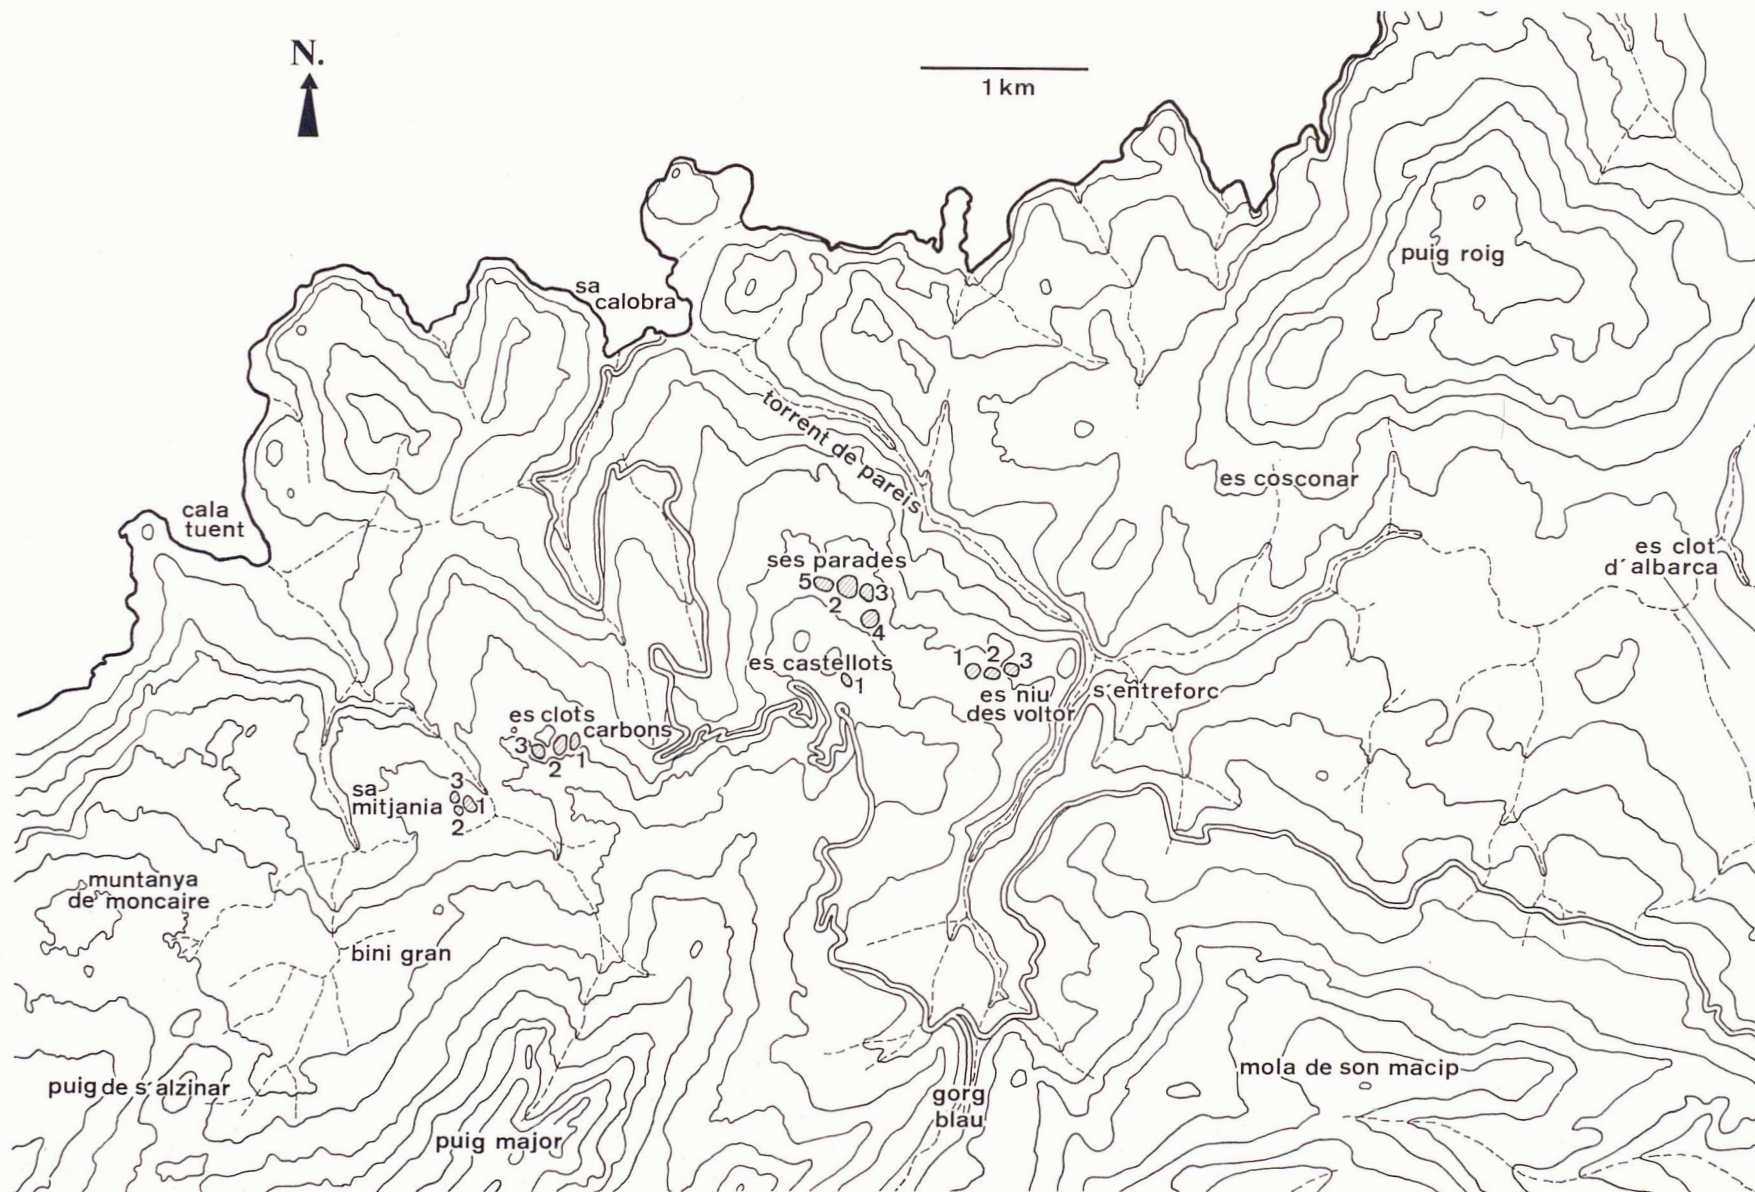 N.
1 km
puig roig
sa
calobra
torrent de pareis
es cosconar
cala
tuent
es clot
d´albarca
ses parades
5
3
2
4
es castellots
1
1
2
3
es niu
des voltor
s´entreforc
es clots
carbons
3
2
1
sa
mitjania
3
1
2
muntanya
de moncaire
bini gran
puig de s´alzinar
puig major
gorg
blau
mola de son macip